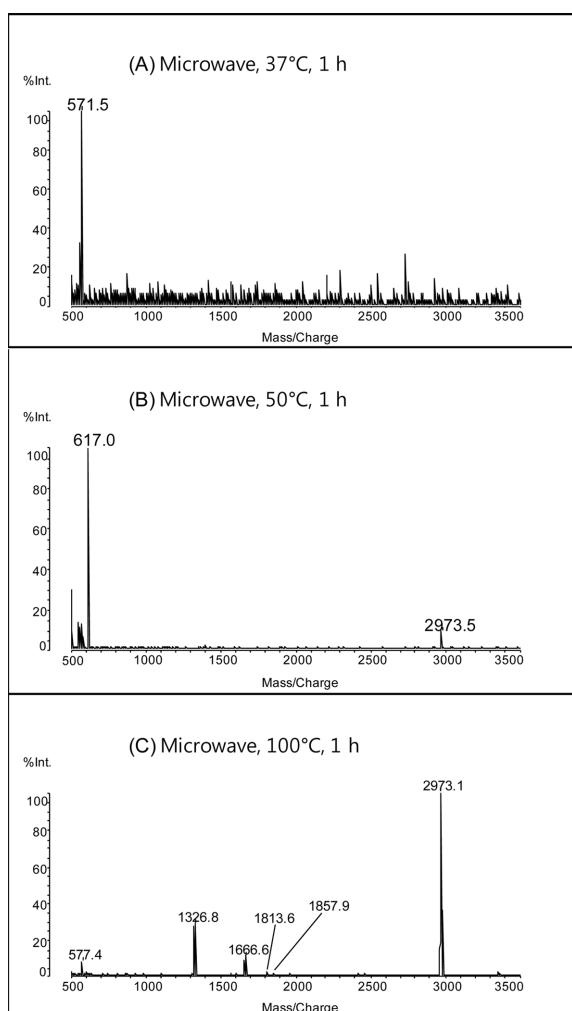 (A) Microwave, 37°C, 1 h
%Int.
571.5
100
80
60
40
20
0
500 1000 1500 2000 2500 3000 3500
Mass/Charge
(B) Microwave, 50°C, 1 h
%Int.
617.0
100
80
60
40
20
2973.5
0
500 1000 1500 2000 2500 3000 3500
Mass/Charge
(C) Microwave, 100°C, 1 h
%Int.
2973.1
100
80
60
40
1857.9
1326.8 1813.6
20
1666.6
577.4
0
500 1000 1500 2000 2500 3000 3500
Mass/Charge